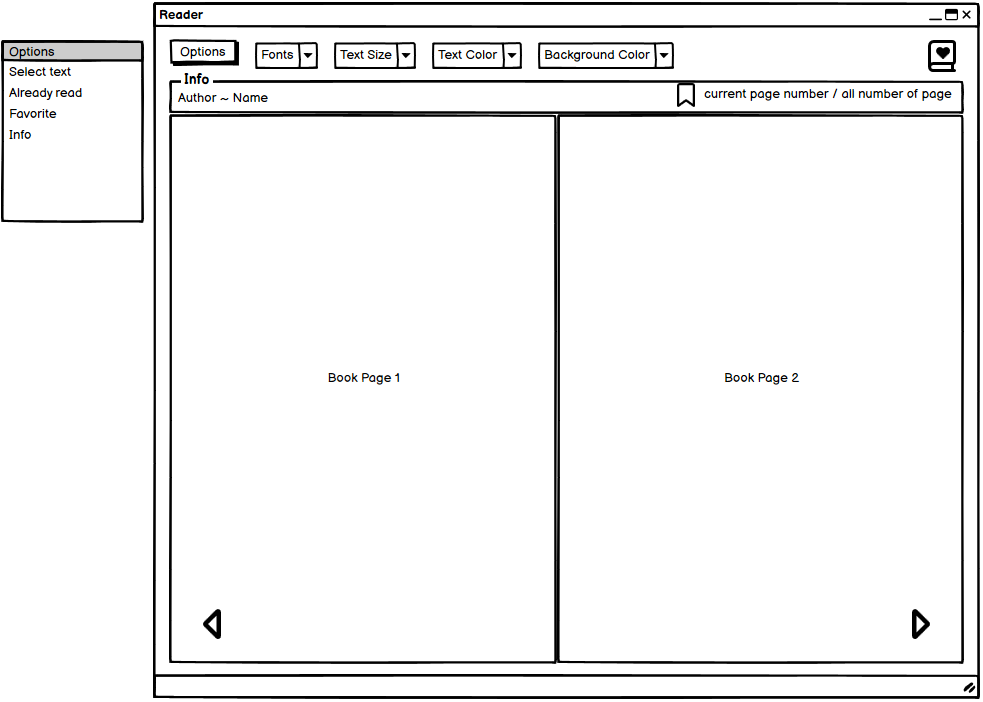 Reader
Options
Select text
Already read
Favorite
Info
Options
Fonts
Text Size
Text Color
Background Color
Info
Author ~ Name
current page number / all number of page
Book Page 1
Book Page 2